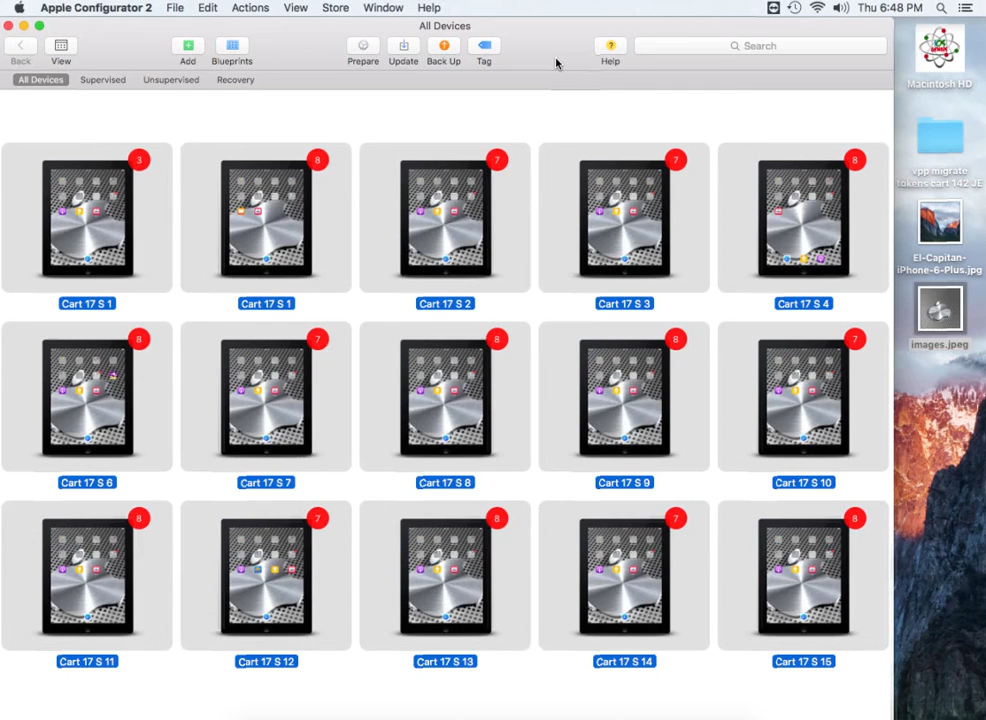 Apple Configurator 2 File Edit Actions View Store Window Help Thu 6:48 PM
All Devices
Back View Add Blueprints Prepare Update Back Up Tag Help Search
All Devices Supervised Unsupervised Recovery
3 8 7 7 8
Cart 17 S 1 Cart 17 S 1 Cart 17 S 2 Cart 17 S 3 Cart 17 S 4
8 7 8 8 7
Cart 17 S 6 Cart 17 S 7 Cart 17 S 8 Cart 17 S 9 Cart 17 S 10
8 7 8 7 8
Cart 17 S 11 Cart 17 S 12 Cart 17 S 13 Cart 17 S 14 Cart 17 S 15
Macintosh HD
vpp migrate
tokens cart 142 JE
El-Capitan-
iPhone-6-Plus.jpg
images.jpeg